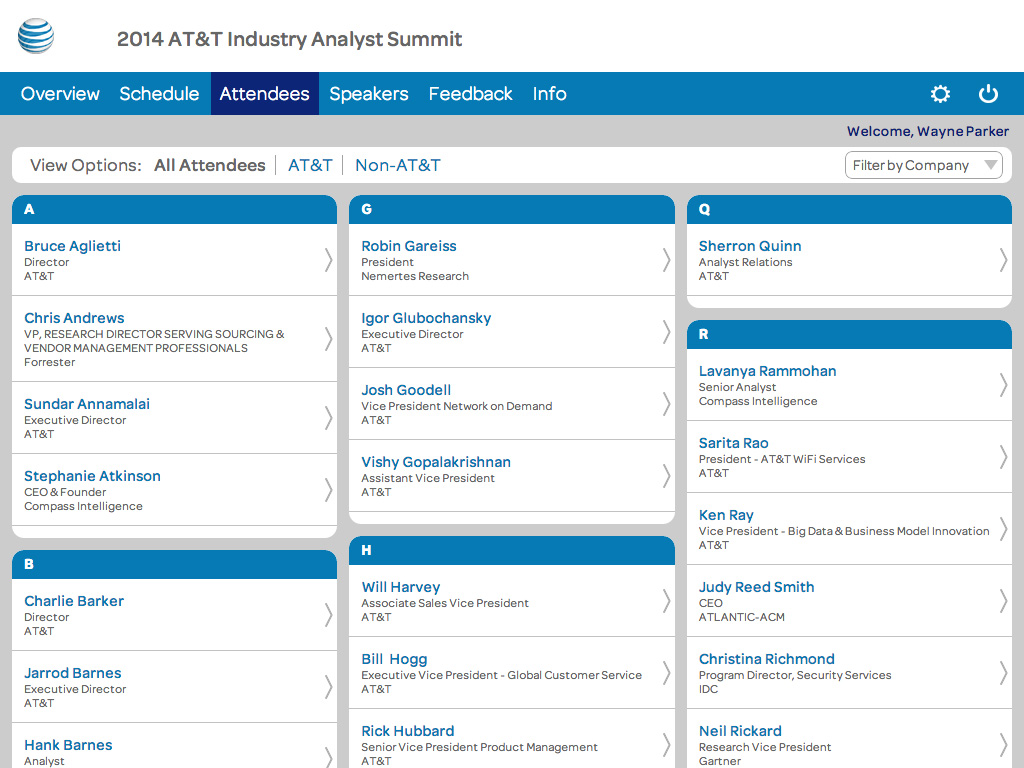 2014 AT&T Industry Analyst Summit
Overview Schedule Attendees Speakers Feedback Info
Welcome, Wayne Parker
View Options: All Attendees AT&T Non-AT&T Filter by Company
A
Bruce Aglietti
Director
AT&T
Chris Andrews
VP, RESEARCH DIRECTOR SERVING SOURCING &
VENDOR MANAGEMENT PROFESSIONALS
Forrester
Sundar Annamalai
Executive Director
AT&T
Stephanie Atkinson
CEO & Founder
Compass Intelligence
B
Charlie Barker
Director
AT&T
Jarrod Barnes
Executive Director
AT&T
Hank Barnes
Analyst
G
Robin Gareiss
President
Nemertes Research
Igor Glubochansky
Executive Director
AT&T
Josh Goodell
Vice President Network on Demand
AT&T
Vishy Gopalakrishnan
Assistant Vice President
AT&T
H
Will Harvey
Associate Sales Vice President
AT&T
Bill Hogg
Executive Vice President - Global Customer Service
AT&T
Rick Hubbard
Senior Vice President Product Management
AT&T
Q
Sherron Quinn
Analyst Relations
AT&T
R
Lavanya Rammohan
Senior Analyst
Compass Intelligence
Sarita Rao
President - AT&T WiFi Services
AT&T
Ken Ray
Vice President - Big Data & Business Model Innovation
AT&T
Judy Reed Smith
CEO
ATLANTIC-ACM
Christina Richmond
Program Director, Security Services
IDC
Neil Rickard
Research Vice President
Gartner